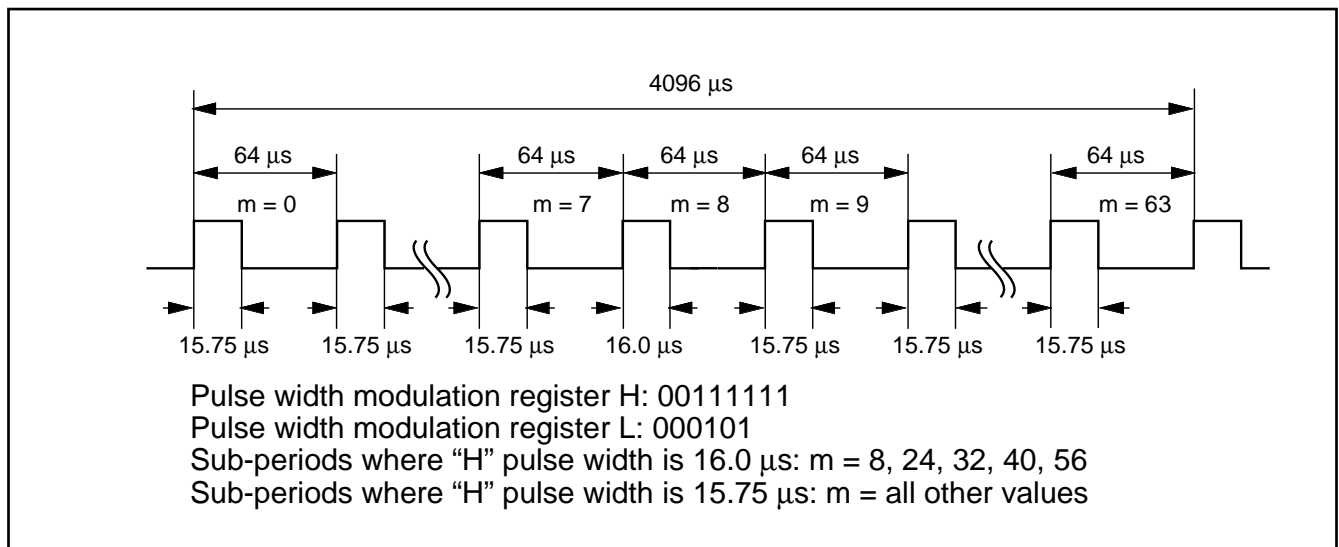 4096 μs
64 μs 64 μs 64 μs 64 μs 64 μs
m = 0 m = 7 m = 8 m = 9 m = 63
15.75 μs 15.75 μs 15.75 μs 16.0 μs 15.75 μs 15.75 μs 15.75 μs
Pulse width modulation register H: 00111111
Pulse width modulation register L: 000101
Sub-periods where “H” pulse width is 16.0 μs: m = 8, 24, 32, 40, 56
Sub-periods where “H” pulse width is 15.75 μs: m = all other values